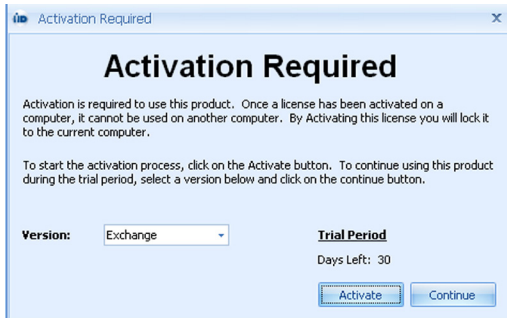 Activation Required
Activation Required
Activation is required to use this product. Once a license has been activated on a
computer, it cannot be used on another computer. By Activating this license you will lock it
to the current computer.
To start the activation process, click on the Activate button. To continue using this product
during the trial period, select a version below and click on the continue button.
Version: Exchange
Trial Period
Days Left: 30
Activate Continue